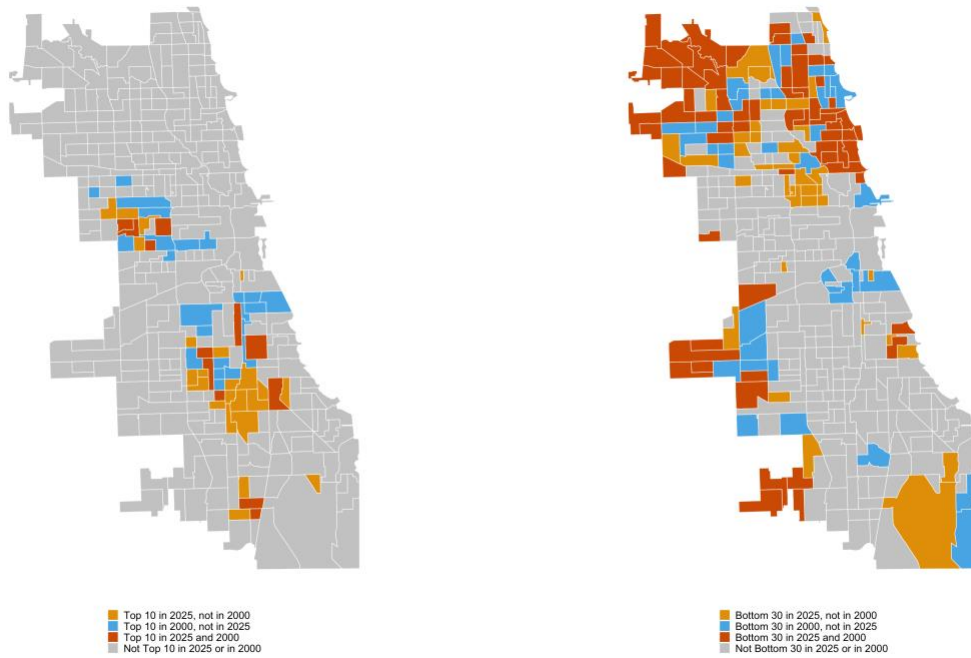 Top 10 in 2025, not in 2000
Top 10 in 2000, not in 2025
Top 10 in 2025 and 2000
Not Top 10 in 2025 or in 2000
Bottom 30 in 2025, not in 2000
Bottom 30 in 2000, not in 2025
Bottom 30 in 2025 and 2000
Not Bottom 30 in 2025 or in 2000